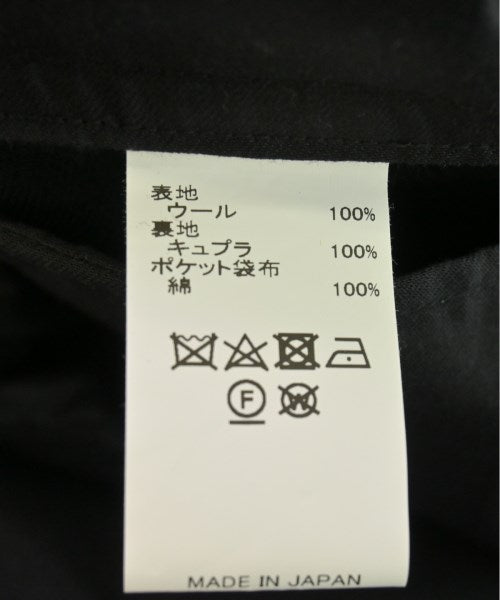 表地
ウール 100%
裏地
キュプラ 100%
ポケット袋布
綿 100%
F W
MADE IN JAPAN